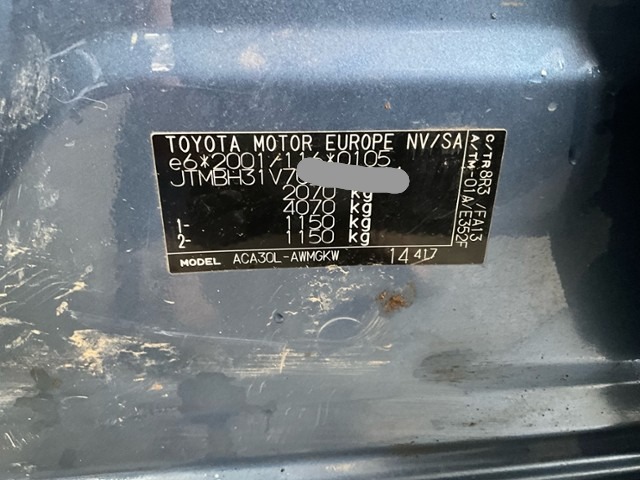 TOYOTA MOTOR EUROPE NV/SA
e6*2001/116*0105
JTMBH31V70
2070 kg
4070 kg
1- 1150 kg
2- 1150 kg
MODEL ACA30L-AWMGKW 14 417
C/TR 8R3 /FA13
A/TM -01A/E352F